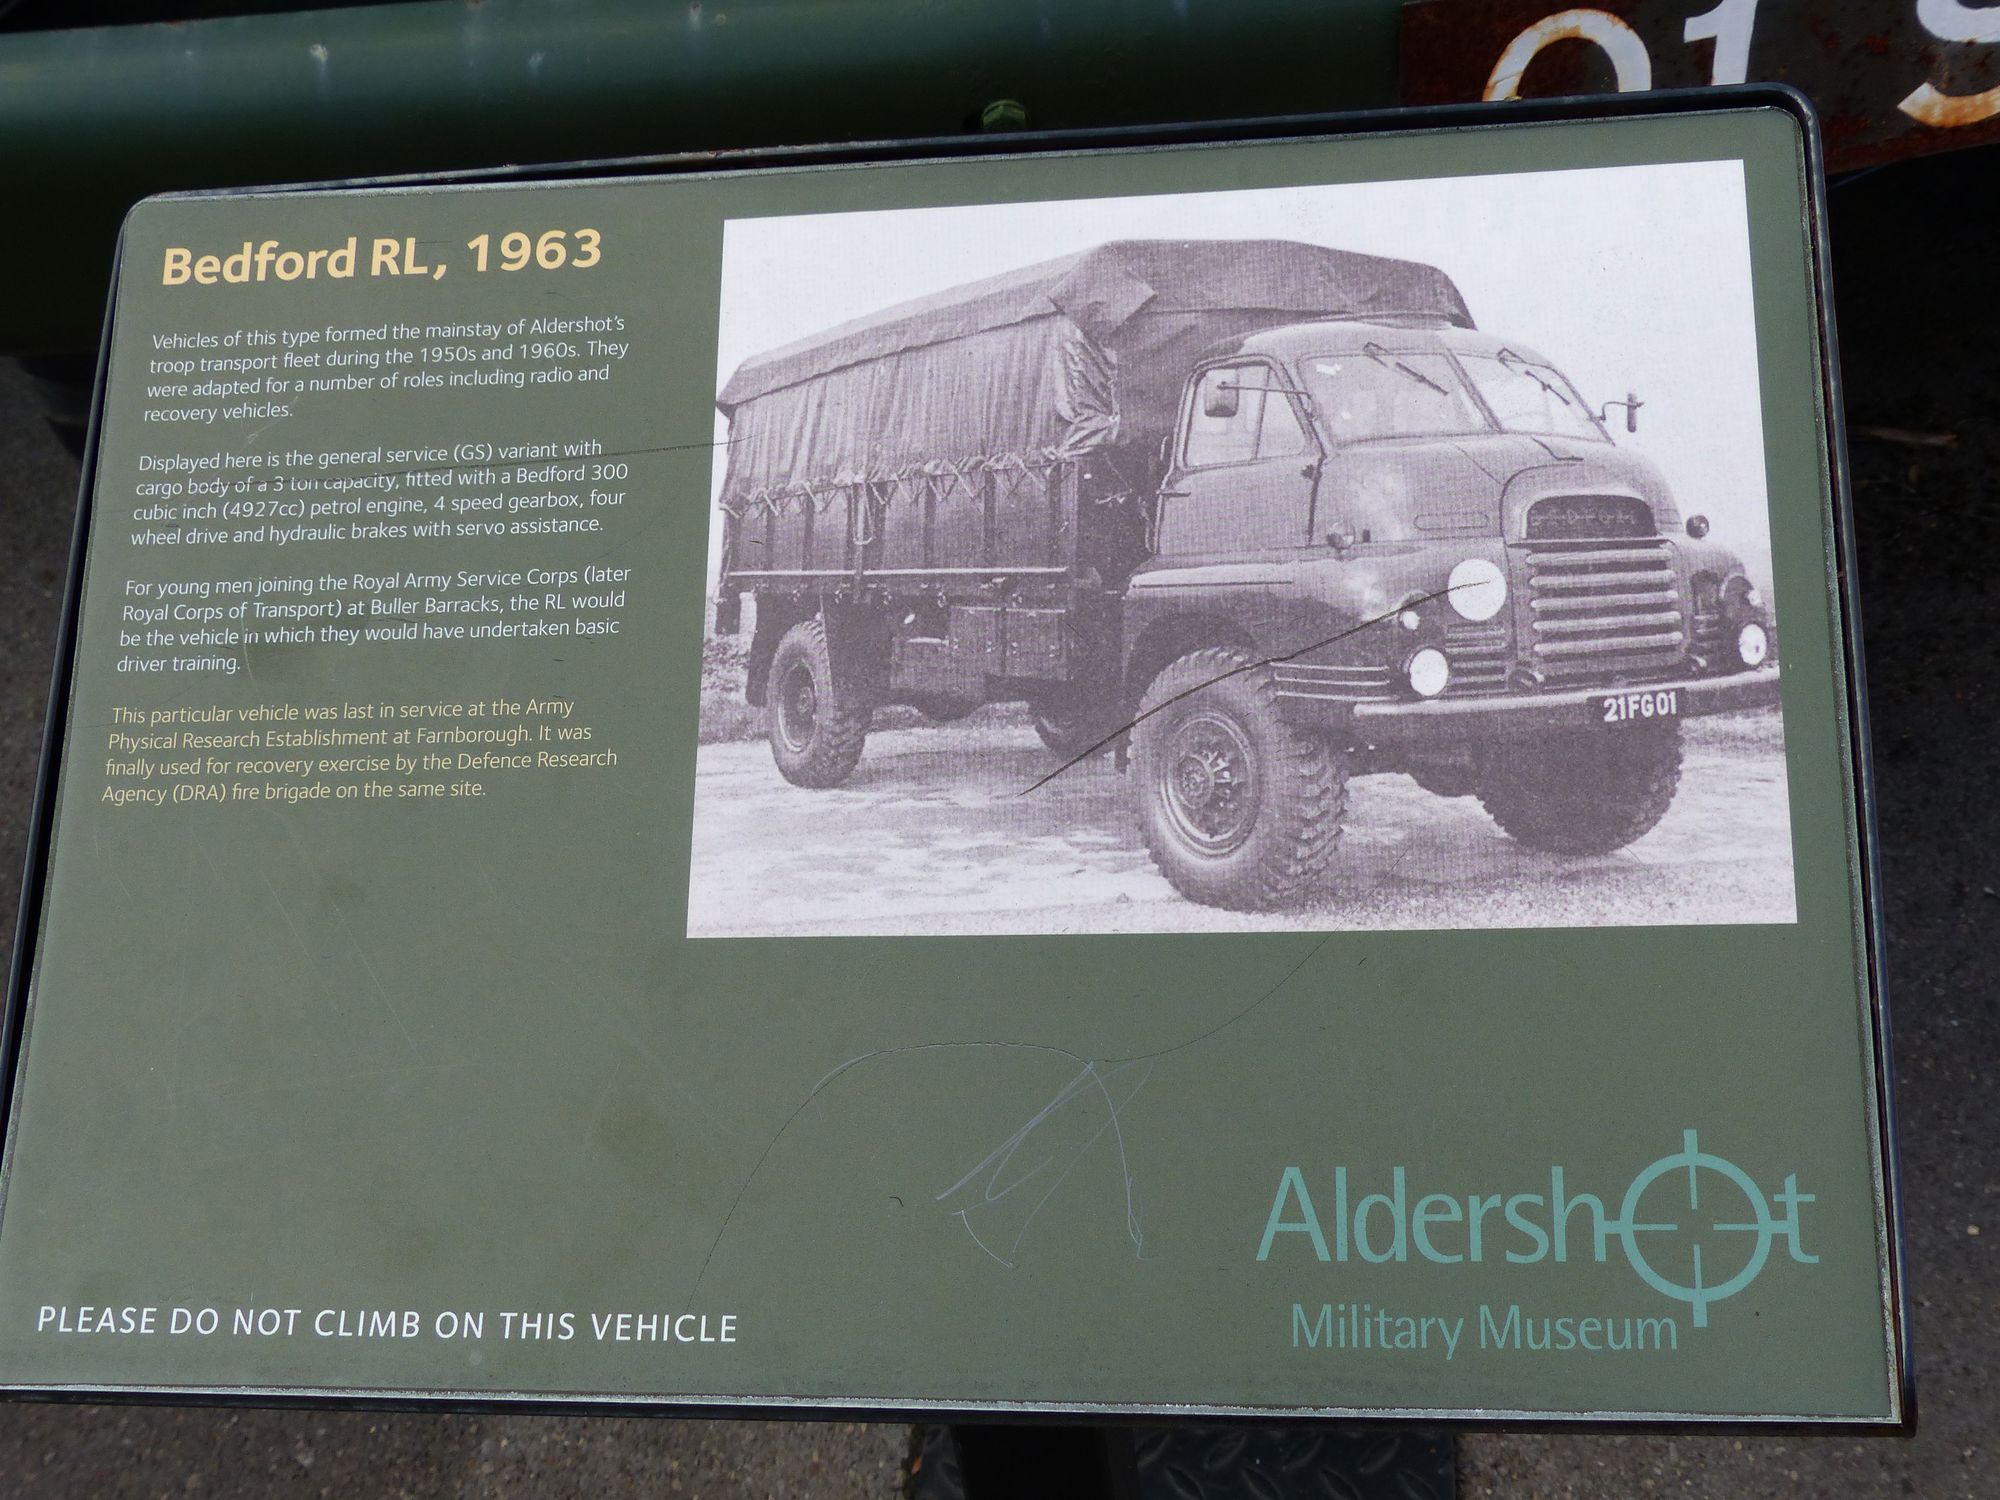 O1 S
Bedford RL, 1963
Vehicles of this type formed the mainstay of Aldershot's
troop transport fleet during the 1950s and 1960s. They
were adapted for a number of roles including radio and
recovery vehicles.
Displayed here is the general service (GS) variant with
cargo body of a 3 ton capacity, fitted with a Bedford 300
cubic inch (4927cc) petrol engine, 4 speed gearbox, four
wheel drive and hydraulic brakes with servo assistance.
For young men joining the Royal Army Service Corps (later
Royal Corps of Transport) at Buller Barracks, the RL would
be the vehicle in which they would have undertaken basic
driver training.
This particular vehicle was last in service at the Army
Physical Research Establishment at Farnborough. It was
finally used for recovery exercise by the Defence Research
Agency (DRA) fire brigade on the same site.
BEDFORD
21FG01
PLEASE DO NOT CLIMB ON THIS VEHICLE
Aldershot
Military Museum